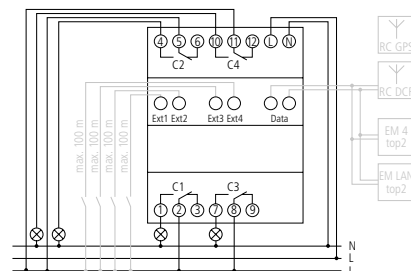 4 5 6 10 11 12 L N
C2 C4
RC GPS
RC DCF
max. 100 m
max. 100 m
max. 100 m
max. 100 m
Ext1 Ext2 Ext3 Ext4 Data
EM 4
top2
EM LAN
top2
C1 C3
1 2 3 7 8 9
N
L